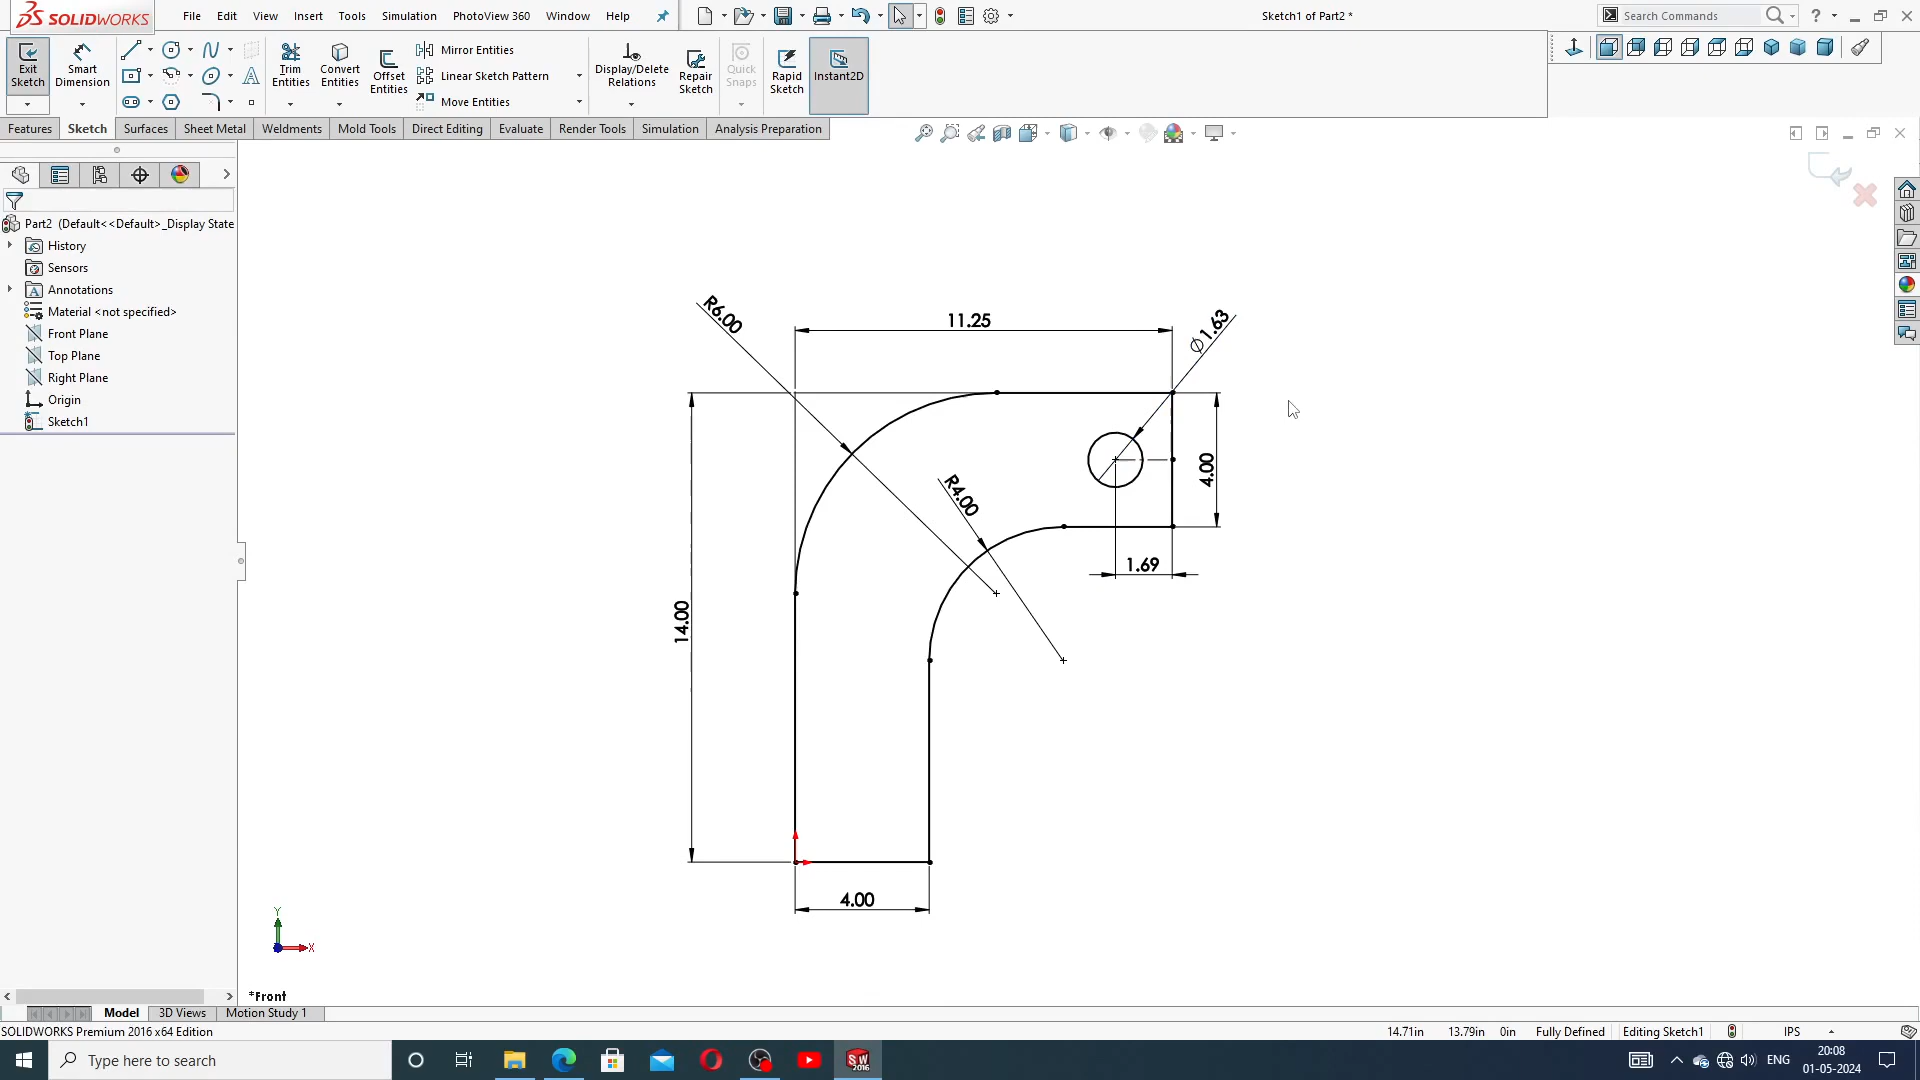 SOLIDWORKS
File Edit View Insert Tools Simulation PhotoView 360 Window Help
Sketch1 of Part2 *
Search Commands
Exit Sketch
Smart Dimension
Trim Entities
Convert Entities
Offset Entities
Mirror Entities
Linear Sketch Pattern
Move Entities
Display/Delete Relations
Repair Sketch
Quick Snaps
Rapid Sketch
Instant2D
Features Sketch Surfaces Sheet Metal Weldments Mold Tools Direct Editing Evaluate Render Tools Simulation Analysis Preparation
Part2 (Default<<Default>_Display State
History
Sensors
Annotations
Material <not specified>
Front Plane
Top Plane
Right Plane
Origin
Sketch1
R6.00
11.25
∅1.63
4.00
R4.00
1.69
14.00
4.00
Y
X
*Front
Model 3D Views Motion Study 1
SOLIDWORKS Premium 2016 x64 Edition
14.71in 13.79in 0in Fully Defined Editing Sketch1 IPS
Type here to search
SW
2016
ENG
20:08
01-05-2024